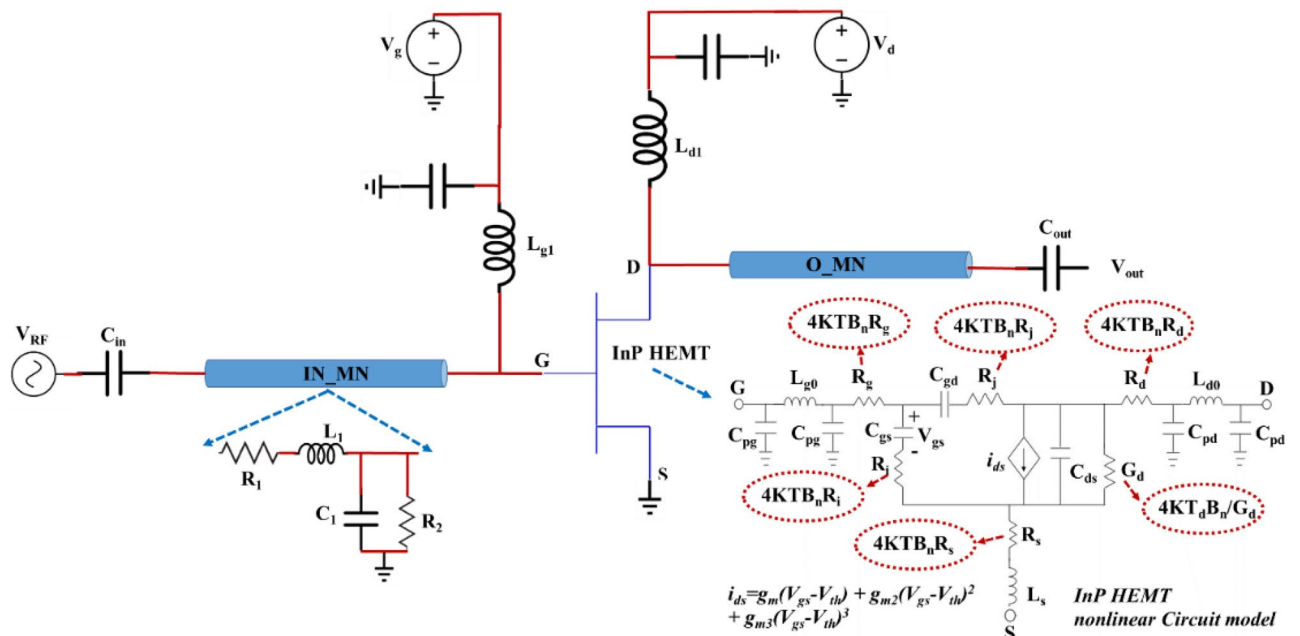 V_g
+
−
+
−
V_d
L_d1
L_g1
C_out
D
O_MN
V_out
V_RF
C_in
IN_MN
G
InP HEMT
4KTB_nR_g
4KTB_nR_j
4KTB_nR_d
G
L_g0
R_g
C_gd
R_j
R_d
L_d0
D
C_pg
C_pg
C_gs
+
V_gs
-
R_i
i_ds
C_ds
G_d
C_pd
C_pd
L_1
R_1
C_1
R_2
S
4KTB_nR_i
4KT_dB_n/G_d
4KTB_nR_s
R_s
L_s
S
i_ds=g_m(V_gs-V_th) + g_m2(V_gs-V_th)^2
+ g_m3(V_gs-V_th)^3
InP HEMT
nonlinear Circuit model